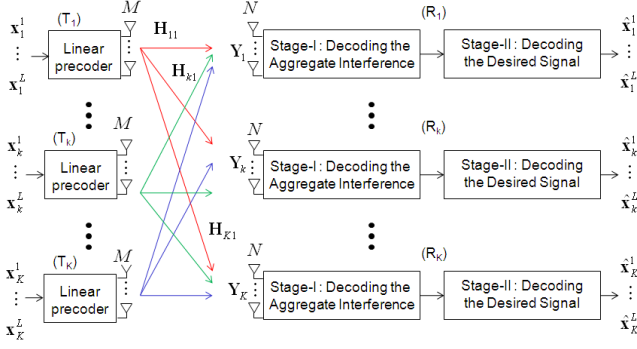 x_1^1 (T_1) M H_11 N (R_1) x̂_1^1
⋮ Linear precoder H_k1 Y_1 Stage-I : Decoding the Aggregate Interference Stage-II : Decoding the Desired Signal ⋮
x_1^L x̂_1^L
x_k^1 (T_k) M N (R_k) x̂_k^1
⋮ Linear precoder Y_k Stage-I : Decoding the Aggregate Interference Stage-II : Decoding the Desired Signal ⋮
x_k^L x̂_k^L
H_K1
x_K^1 (T_K) M N (R_K) x̂_K^1
⋮ Linear precoder Y_K Stage-I : Decoding the Aggregate Interference Stage-II : Decoding the Desired Signal ⋮
x_K^L x̂_K^L